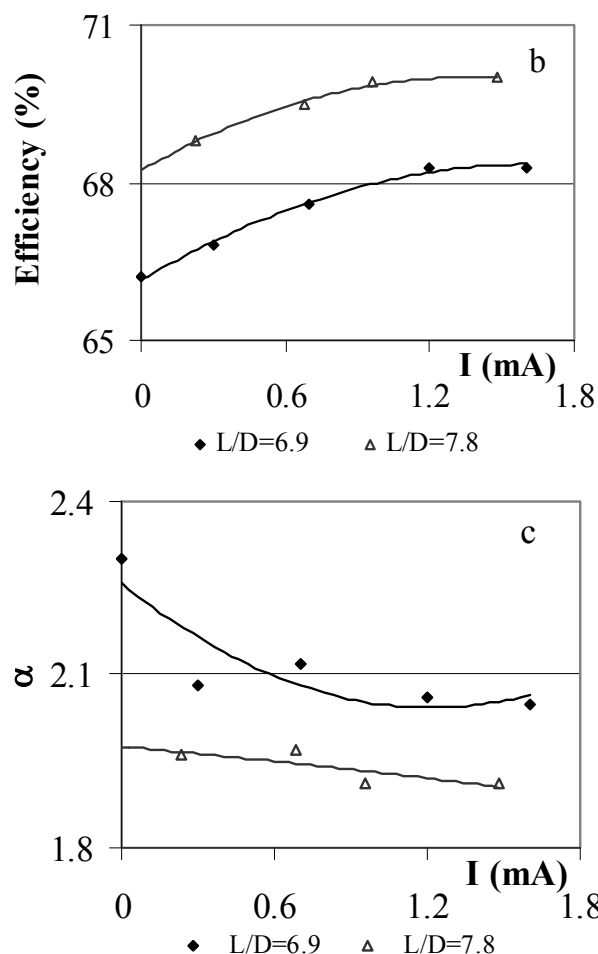 71
b
Efficiency (%)
68
65
I (mA)
0 0.6 1.2 1.8
L/D=6.9 L/D=7.8
2.4
c
α
2.1
1.8
I (mA)
0 0.6 1.2 1.8
L/D=6.9 L/D=7.8